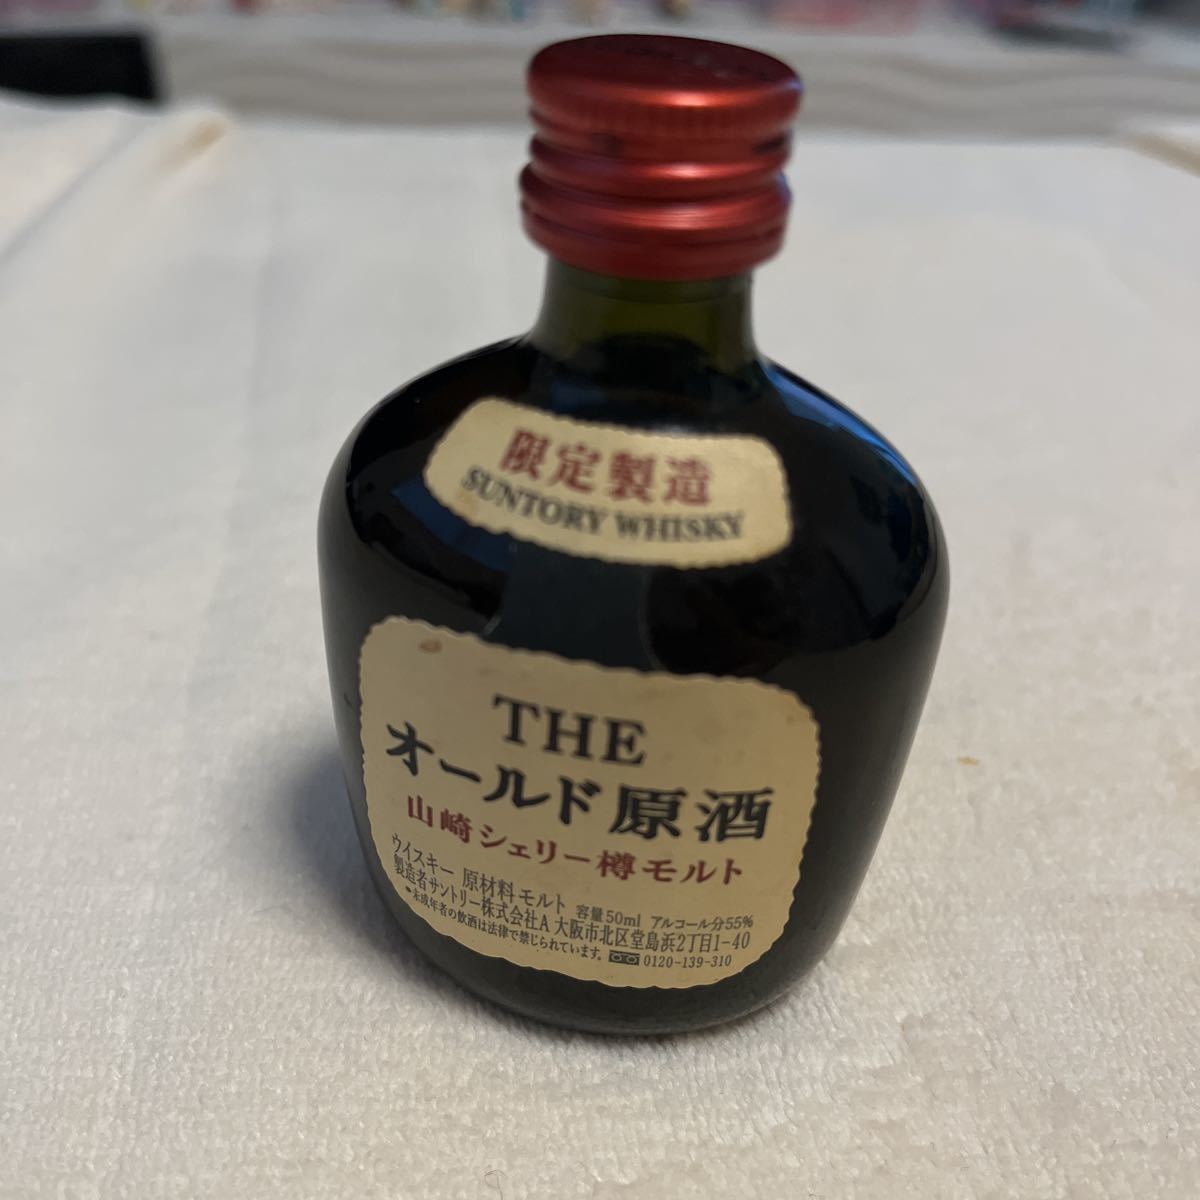 限定製造
SUNTORY WHISKY
THE
オールド原酒
山崎シェリー樽モルト
ウイスキー 原材料モルト 容量50ml アルコール分55%
製造者サントリー株式会社A 大阪市北区堂島浜2丁目1-40
●未成年者の飲酒は法律で禁じられています。 0120-139-310